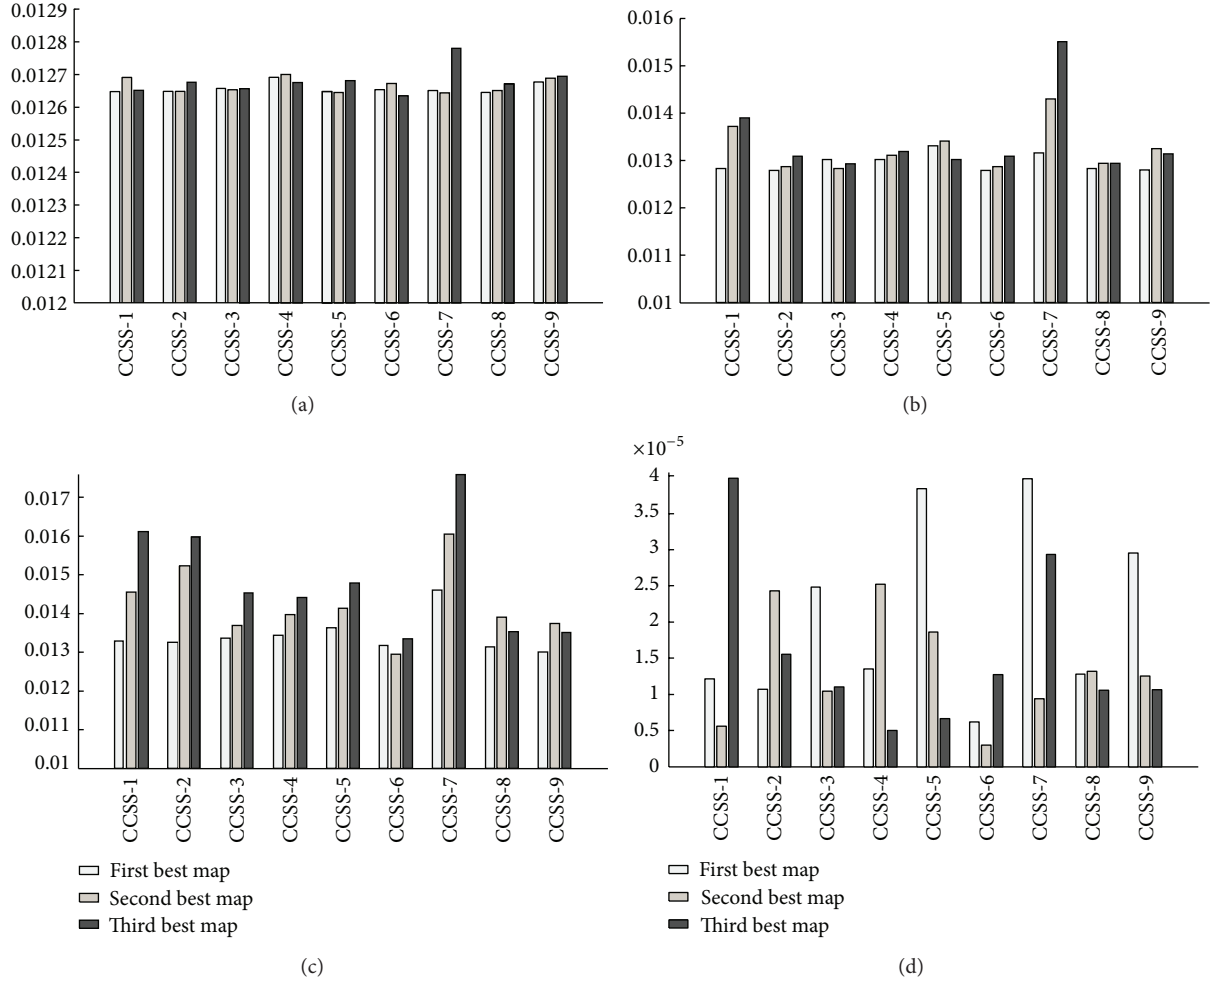 0.0129
0.0128
0.0127
0.0126
0.0125
0.0124
0.0123
0.0122
0.0121
0.012
CCSS-1
CCSS-2
CCSS-3
CCSS-4
CCSS-5
CCSS-6
CCSS-7
CCSS-8
CCSS-9
(a)
0.016
0.015
0.014
0.013
0.012
0.011
0.01
CCSS-1
CCSS-2
CCSS-3
CCSS-4
CCSS-5
CCSS-6
CCSS-7
CCSS-8
CCSS-9
(b)
0.017
0.016
0.015
0.014
0.013
0.012
0.011
0.01
CCSS-1
CCSS-2
CCSS-3
CCSS-4
CCSS-5
CCSS-6
CCSS-7
CCSS-8
CCSS-9
First best map
Second best map
Third best map
(c)
×10−5
4
3.5
3
2.5
2
1.5
1
0.5
0
CCSS-1
CCSS-2
CCSS-3
CCSS-4
CCSS-5
CCSS-6
CCSS-7
CCSS-8
CCSS-9
First best map
Second best map
Third best map
(d)